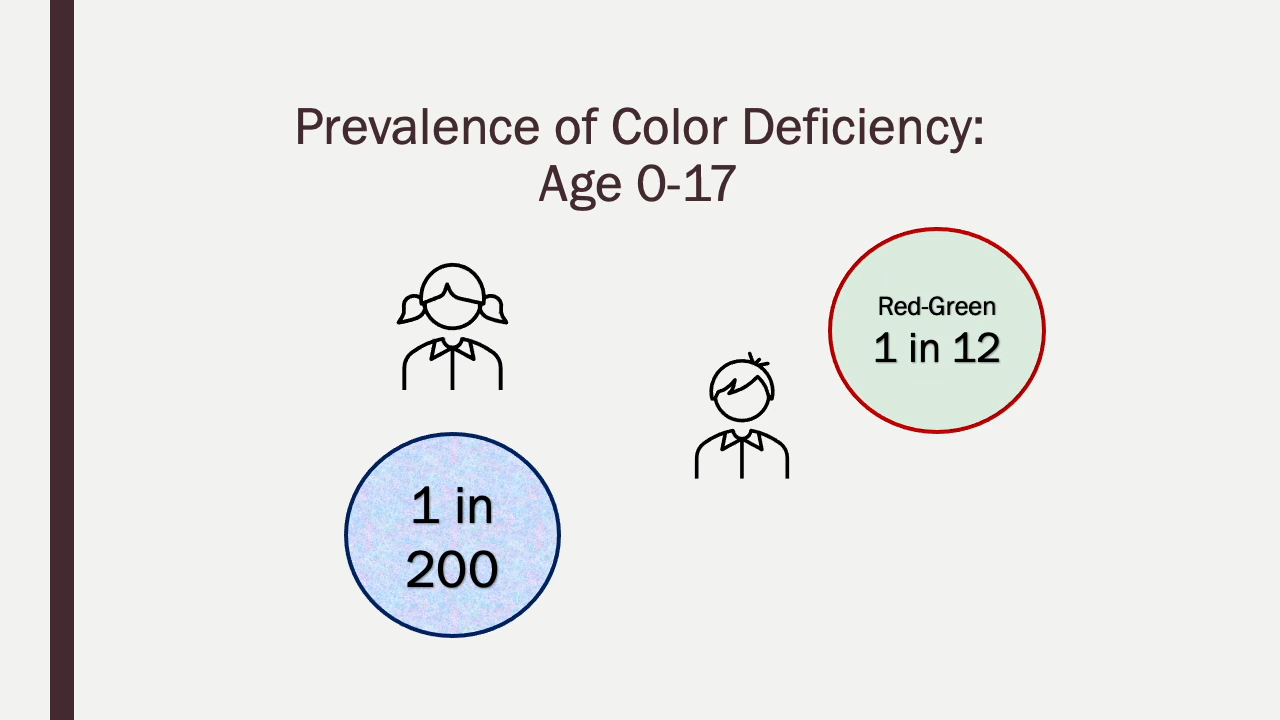 Prevalence of Color Deficiency:
Age 0-17
Red-Green
1 in 12
1 in
200